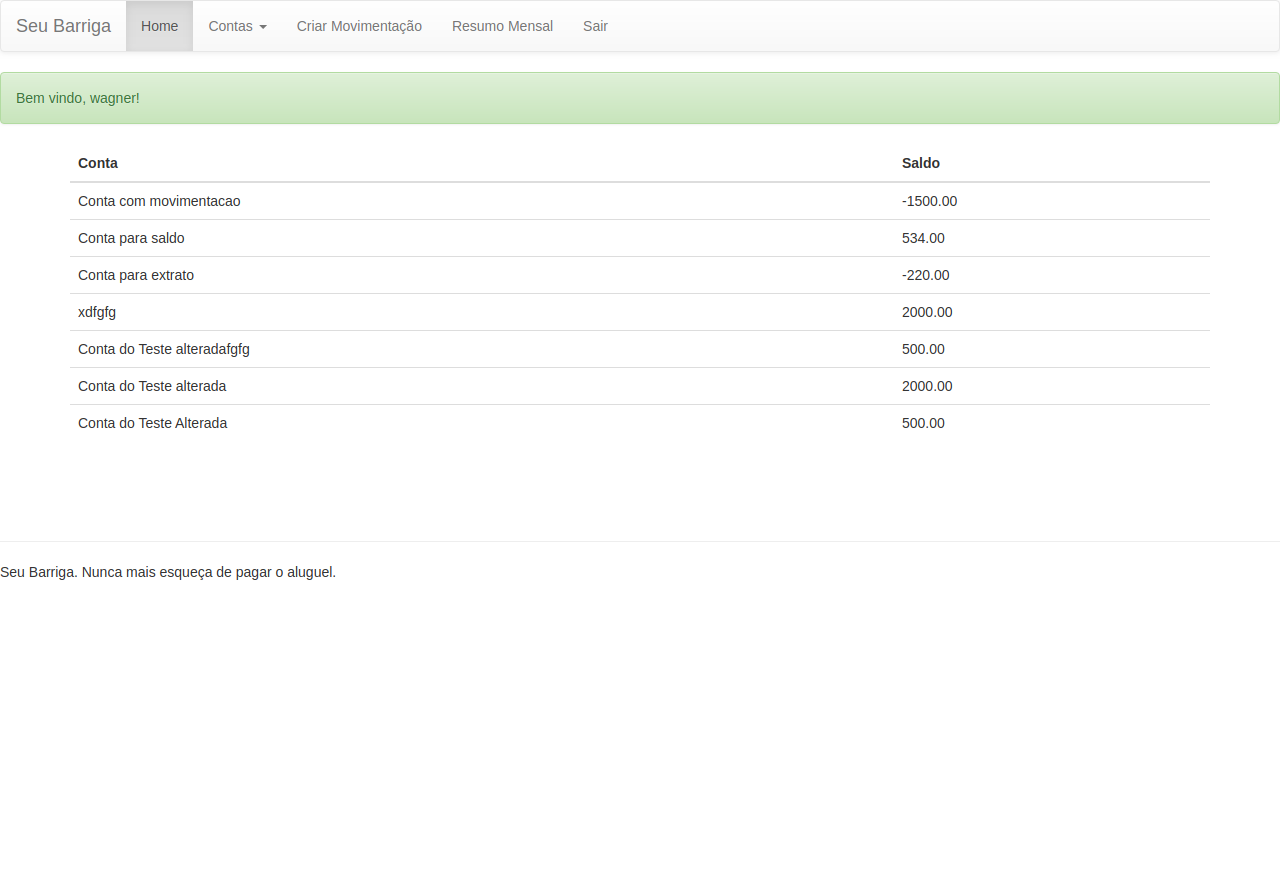 Seu Barriga Home Contas Criar Movimentação Resumo Mensal Sair
Bem vindo, wagner!
Conta Saldo
Conta com movimentacao -1500.00
Conta para saldo 534.00
Conta para extrato -220.00
xdfgfg 2000.00
Conta do Teste alteradafgfg 500.00
Conta do Teste alterada 2000.00
Conta do Teste Alterada 500.00
Seu Barriga. Nunca mais esqueça de pagar o aluguel.